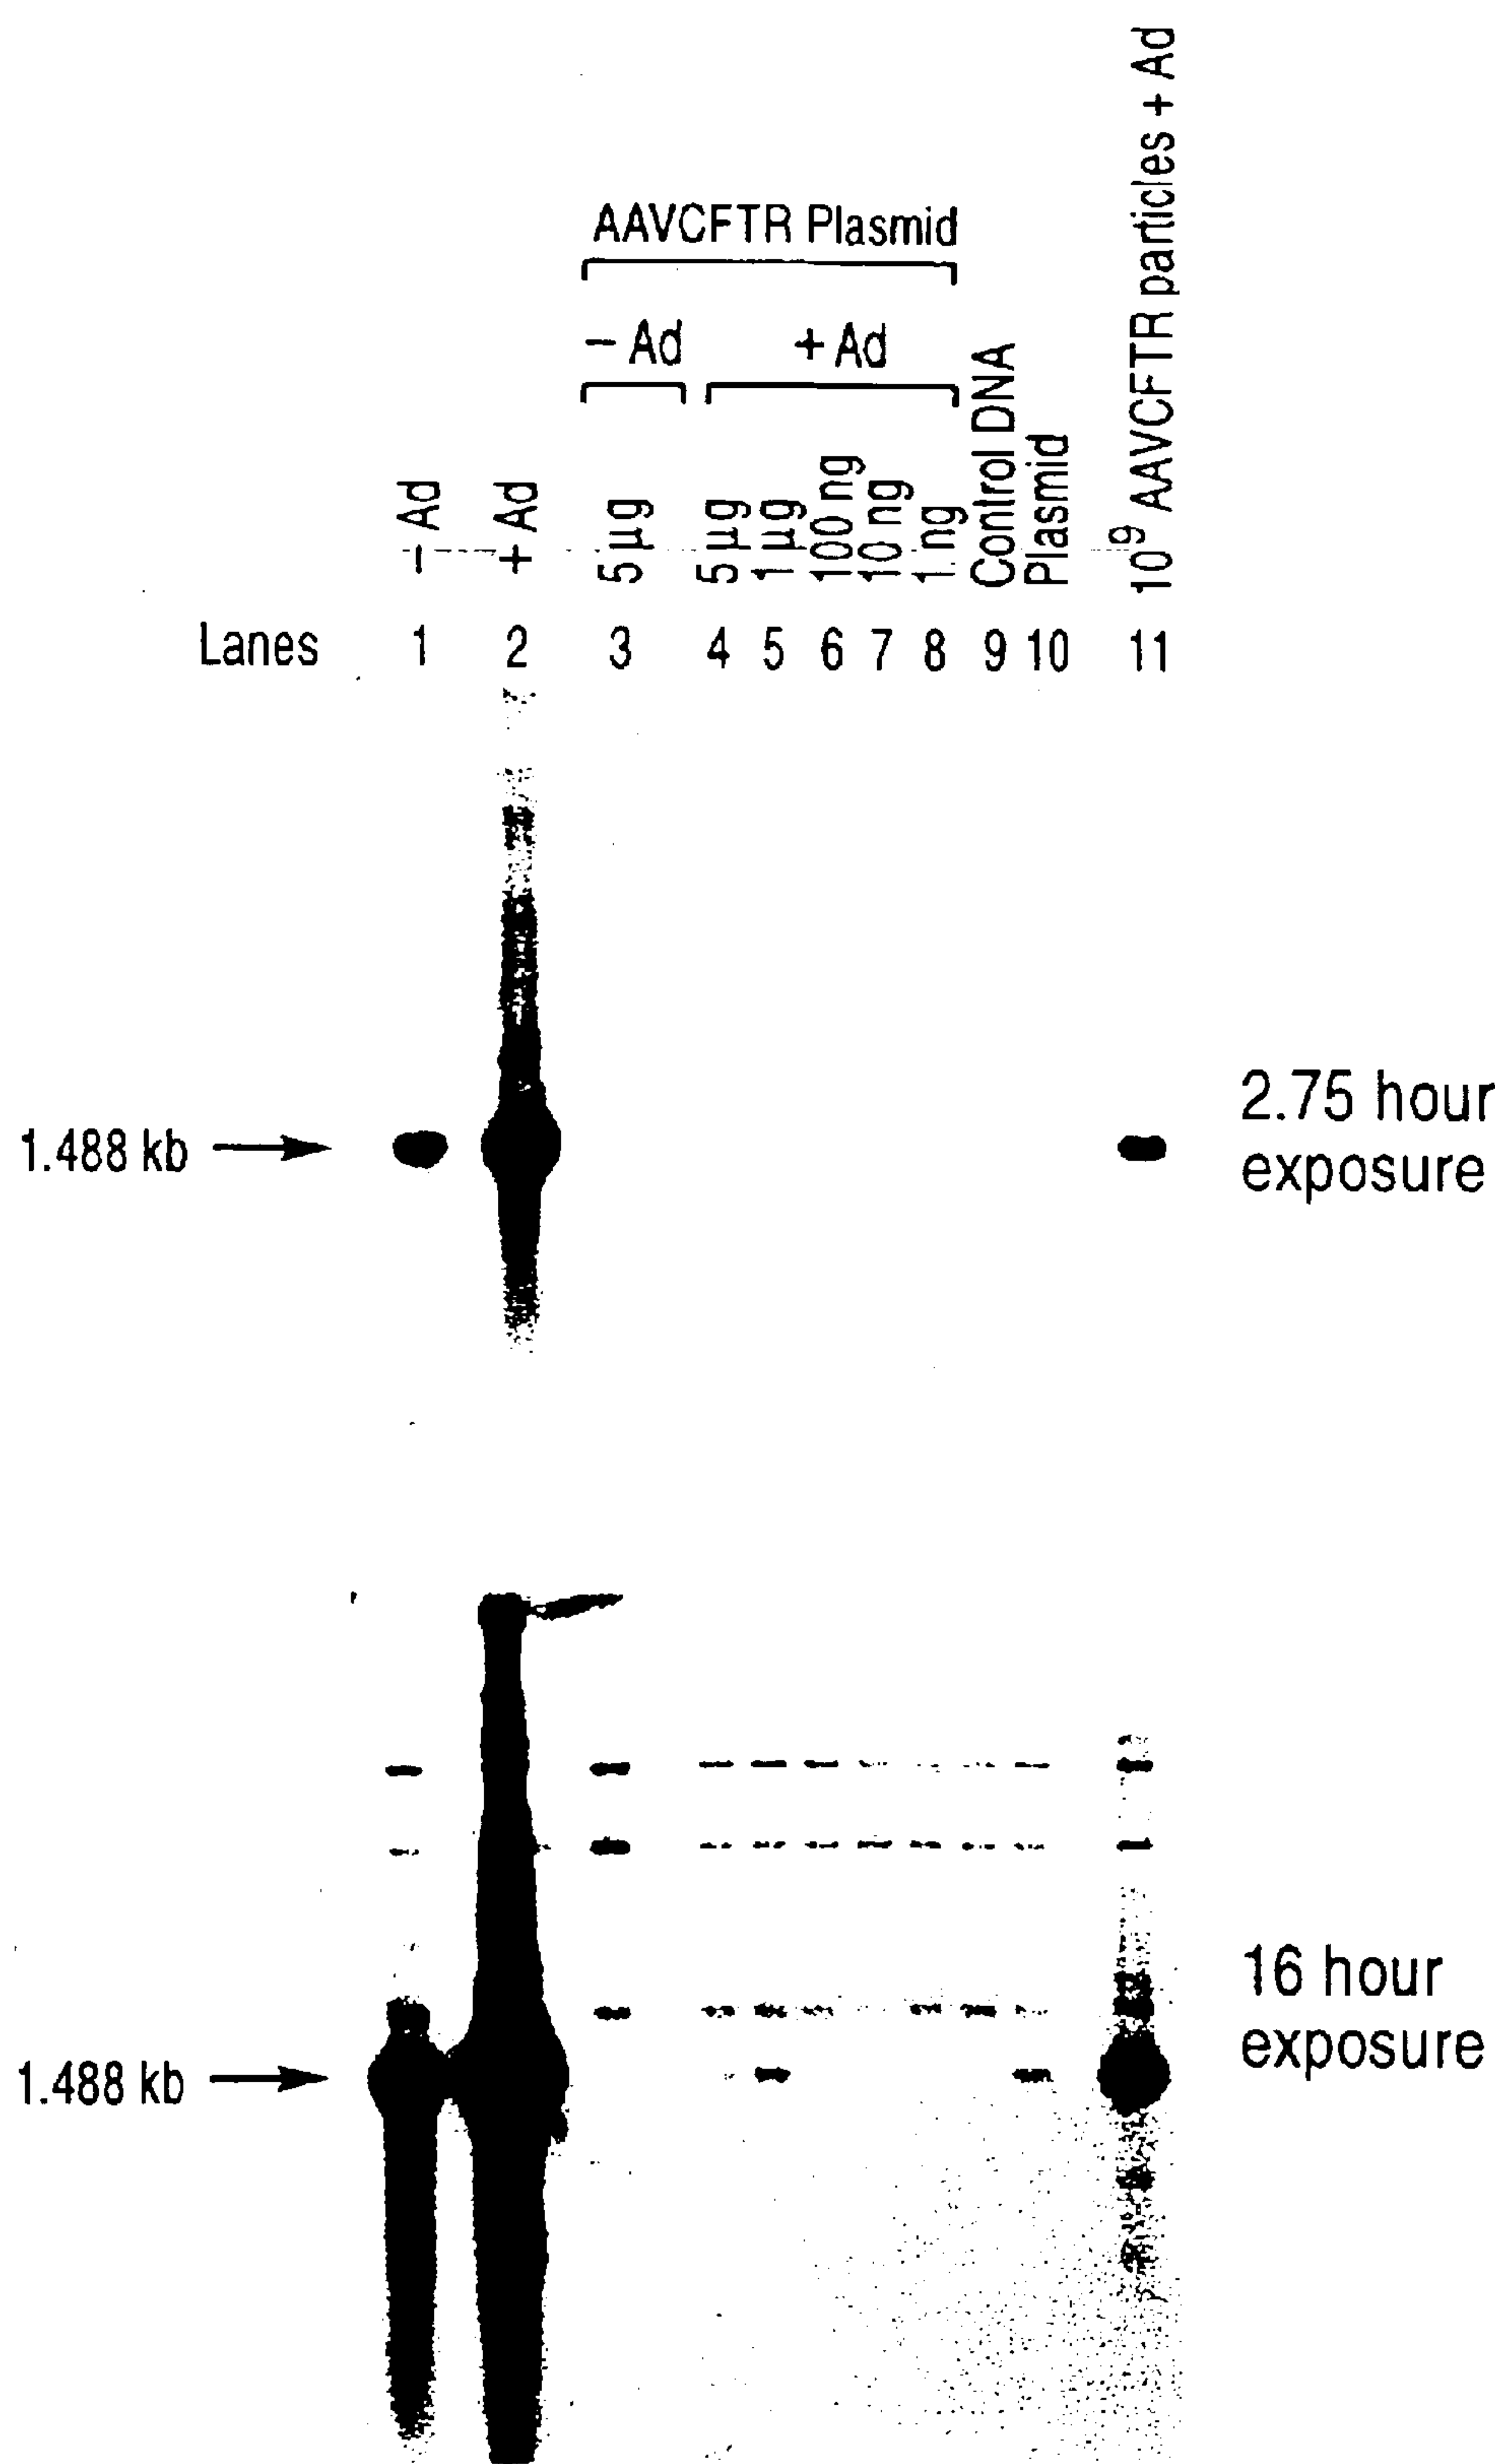 AAVCFTR Plasmid
– Ad
+ Ad
– Ad
+ Ad
5 µg
5 µg
1 µg
100 ng
10 ng
1 ng
Control DNA
Plasmid
10⁹ AAVCFTR particles + Ad
Lanes 1 2 3 4 5 6 7 8 9 10 11
1.488 kb
2.75 hour
exposure
1.488 kb
16 hour
exposure